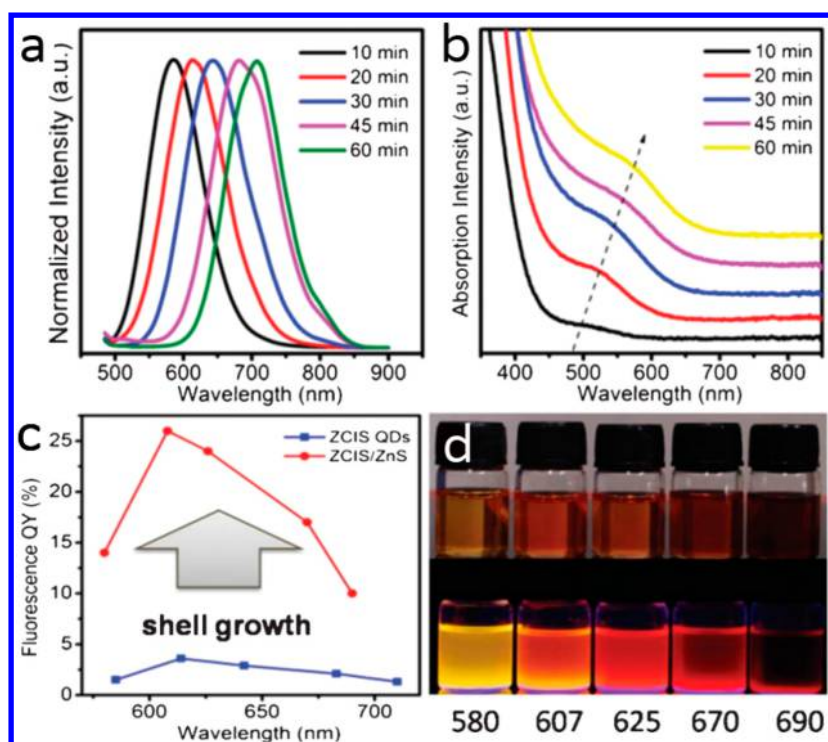 a
Normalized Intensity (a.u.)
10 min
20 min
30 min
45 min
60 min
500 600 700 800 900
Wavelength (nm)
b
Absorption Intensity (a.u.)
10 min
20 min
30 min
45 min
60 min
400 500 600 700 800
Wavelength (nm)
c
Fluorescence QY (%)
25
20
15
10
5
0
ZCIS QDs
ZCIS/ZnS
shell growth
600 650 700
Wavelength (nm)
d
580 607 625 670 690